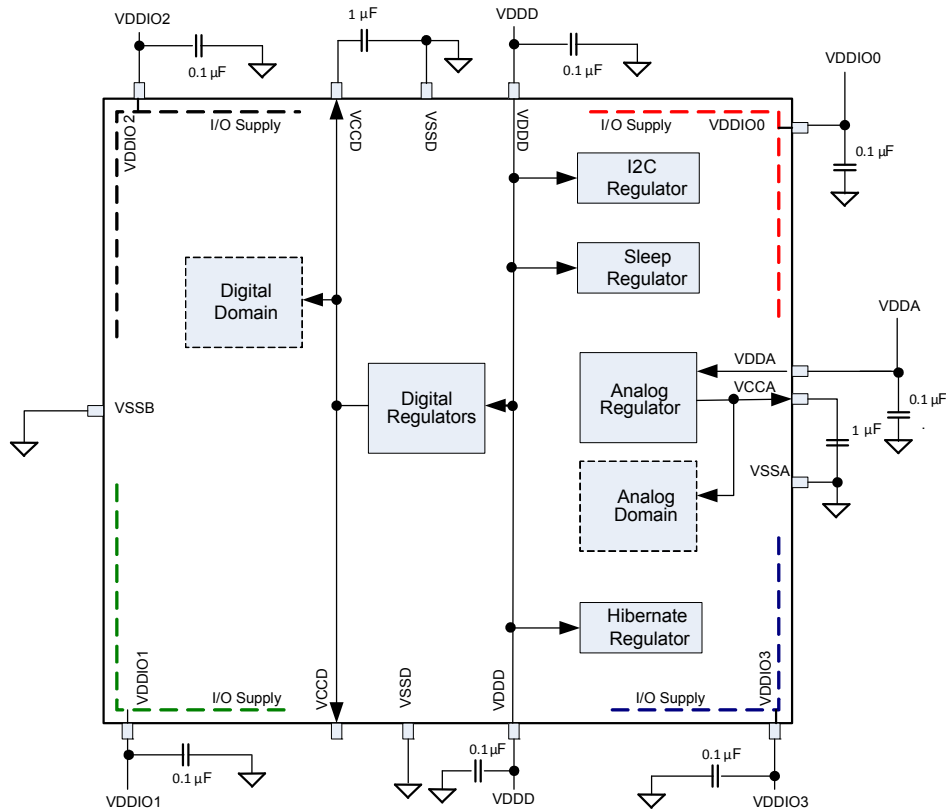 VDDIO2
0.1 µF
1 µF
VDDD
0.1 µF
VDDIO0
0.1 µF
VDDIO2
I/O Supply
VCCD
VSSD
VDDD
I/O Supply
VDDIO0
I2C
Regulator
Sleep
Regulator
Digital
Domain
VDDA
VDDA
0.1 µF
.
Digital
Regulators
Analog
Regulator
VCCA
1 µF
VSSB
VSSA
Analog
Domain
Hibernate
Regulator
VDDIO1
I/O Supply
VCCD
VSSD
VDDD
I/O Supply
VDDIO3
0.1 µF
VDDIO1
0.1 µF
VDDD
0.1 µF
VDDIO3